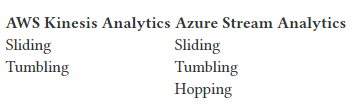 AWS Kinesis Analytics Azure Stream Analytics
Sliding Sliding
Tumbling Tumbling
Hopping